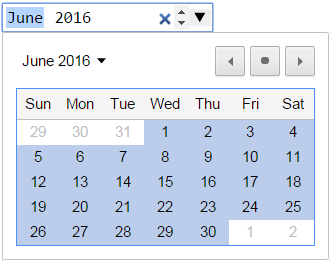 June 2016
June 2016
Sun Mon Tue Wed Thu Fri Sat
29 30 31 1 2 3 4
5 6 7 8 9 10 11
12 13 14 15 16 17 18
19 20 21 22 23 24 25
26 27 28 29 30 1 2